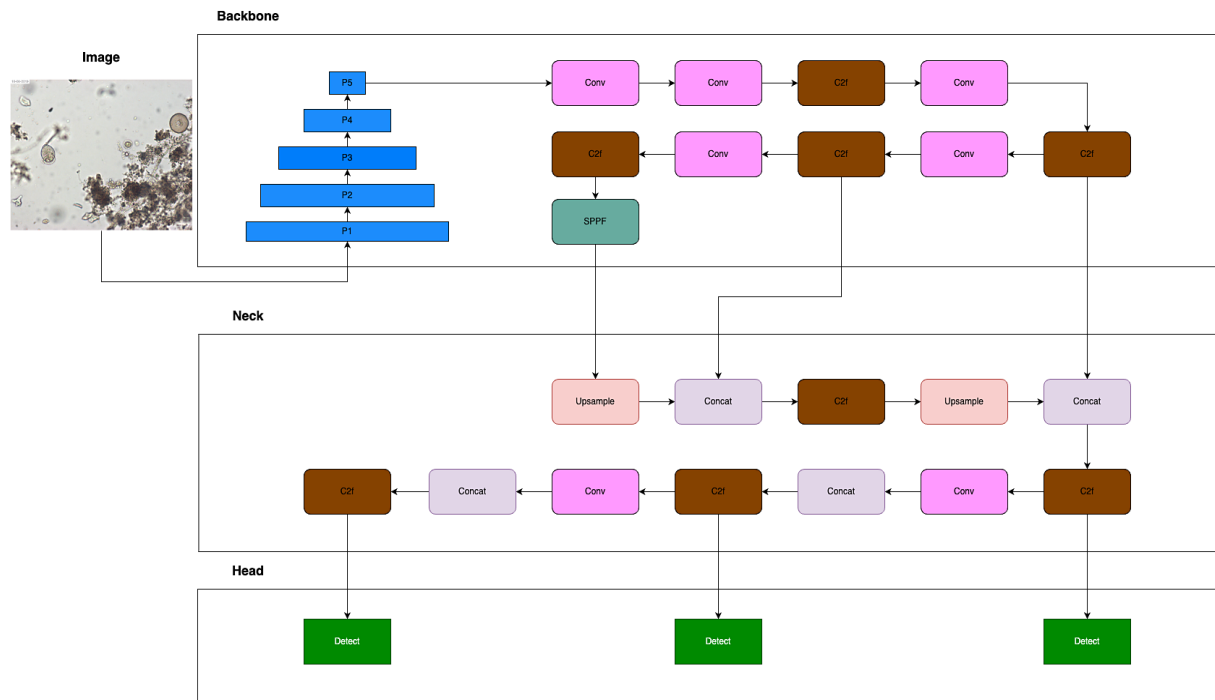 Backbone
Image
P5
Conv
Conv
C2f
Conv
P4
P3
C2f
Conv
C2f
Conv
C2f
P2
SPPF
P1
Neck
Upsample
Concat
C2f
Upsample
Concat
C2f
Concat
Conv
C2f
Concat
Conv
C2f
Head
Detect
Detect
Detect